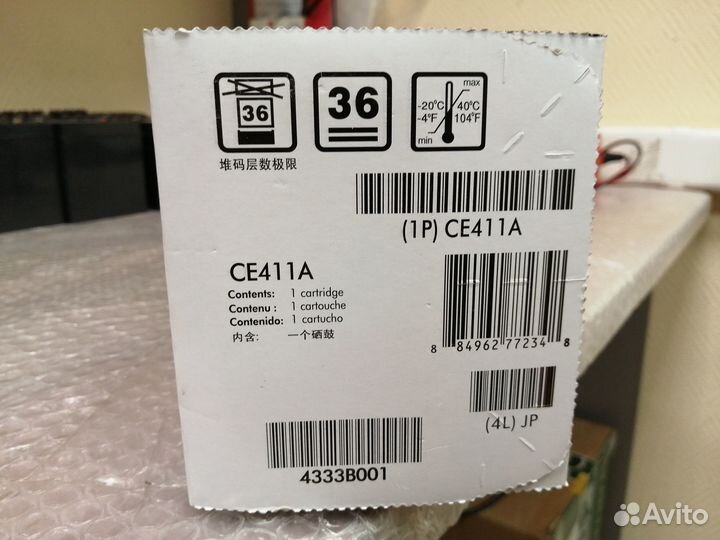 36
36
max
-20°C 40°C
-4°F 104°F
min
堆码层数极限
(1P) CE411A
CE411A
Contents: 1 cartridge
Contenu : 1 cartouche
Contenido: 1 cartucho
内含: 一个硒鼓
8 84962 77234 8
(4L) JP
4333B001
Avito